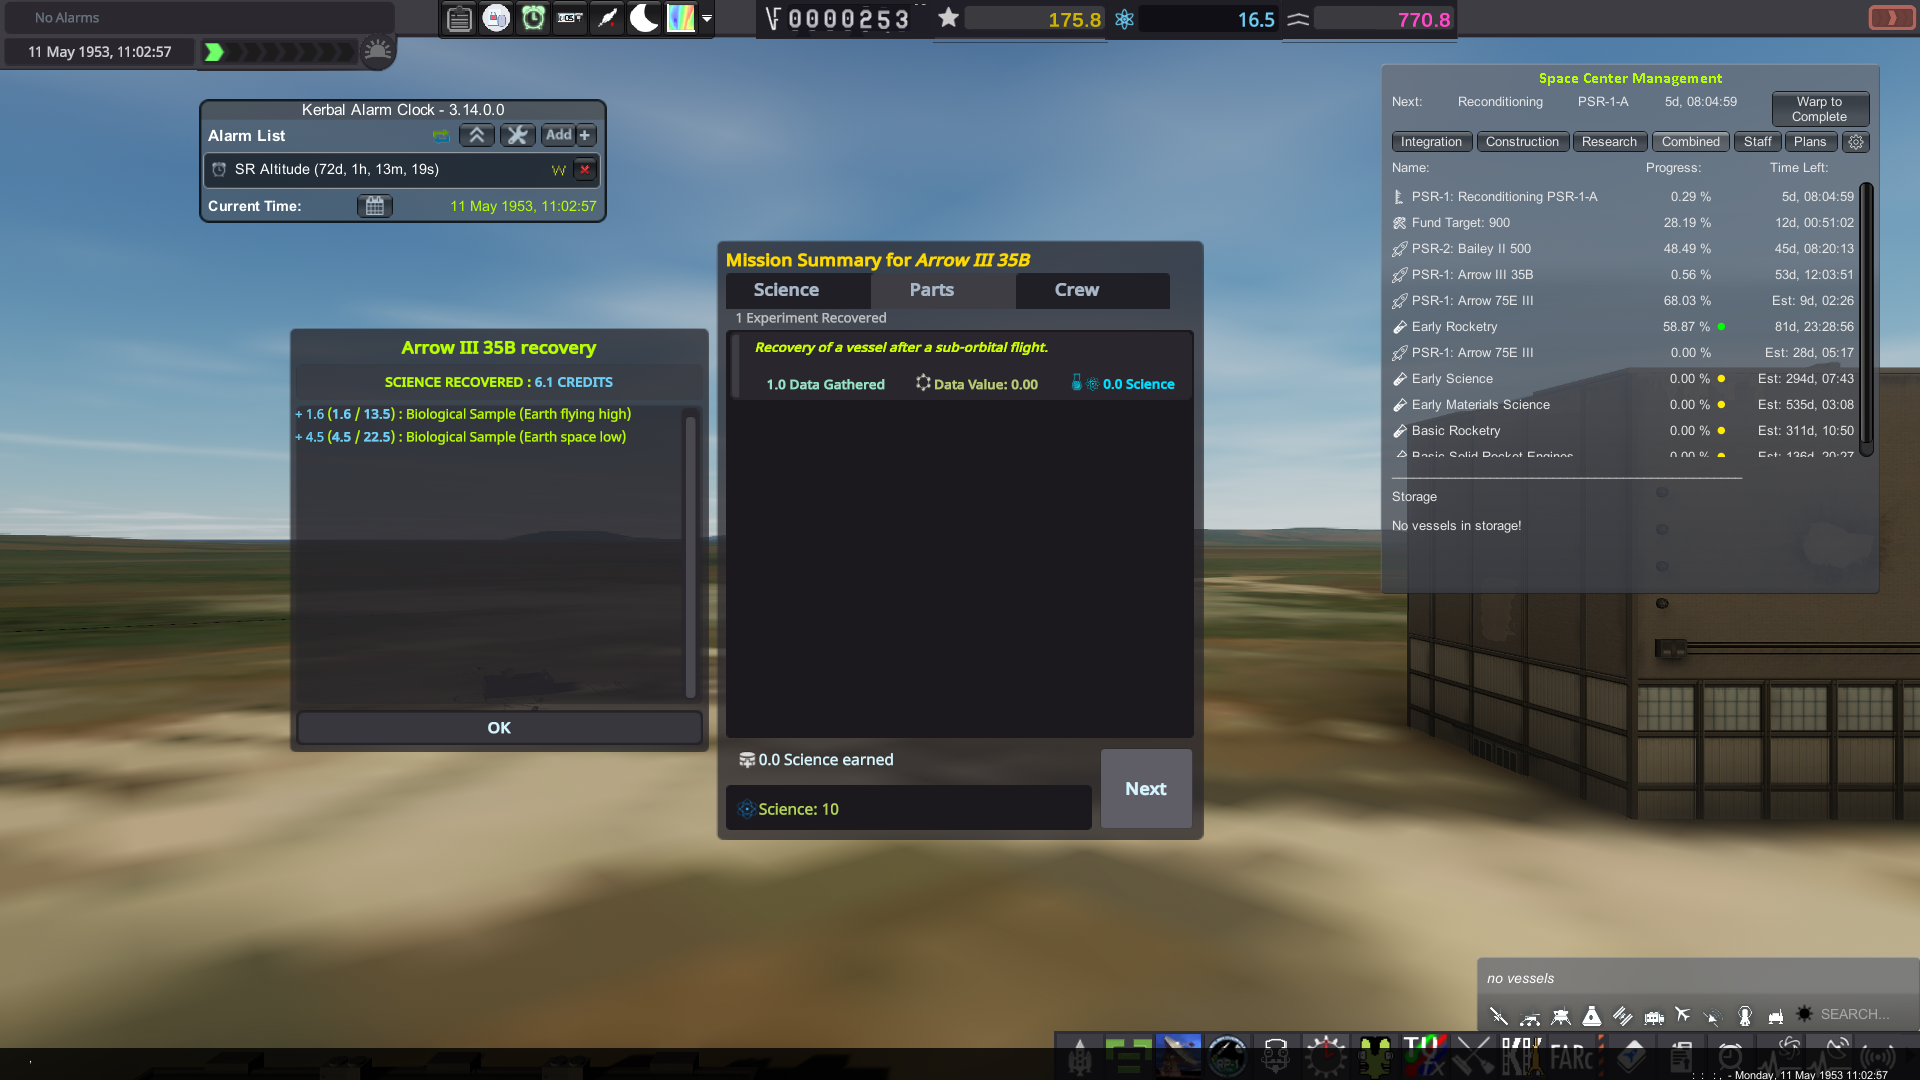 No Alarms
11 May 1953, 11:02:57
0000253
175.8
16.5
770.8
Kerbal Alarm Clock - 3.14.0.0
Alarm List
Add +
SR Altitude (72d, 1h, 13m, 19s)
Current Time:
11 May 1953, 11:02:57
Space Center Management
Next: Reconditioning PSR-1-A 5d, 08:04:59
Warp to
Complete
Integration Construction Research Combined Staff Plans
Name: Progress: Time Left:
PSR-1: Reconditioning PSR-1-A 0.29 % 5d, 08:04:59
Fund Target: 900 28.19 % 12d, 00:51:02
PSR-2: Bailey II 500 48.49 % 45d, 08:20:13
PSR-1: Arrow III 35B 0.56 % 53d, 12:03:51
PSR-1: Arrow 75E III 68.03 % Est: 9d, 02:26
Early Rocketry 58.87 % 81d, 23:28:56
PSR-1: Arrow 75E III 0.00 % Est: 28d, 05:17
Early Science 0.00 % Est: 294d, 07:43
Early Materials Science 0.00 % Est: 535d, 03:08
Basic Rocketry 0.00 % Est: 311d, 10:50
Basic Solid Rocket Engines 0.00 % Est: 136d, 20:27
Storage
No vessels in storage!
Mission Summary for Arrow III 35B
Science Parts Crew
1 Experiment Recovered
Recovery of a vessel after a sub-orbital flight.
1.0 Data Gathered Data Value: 0.00 0.0 Science
0.0 Science earned
Science: 10
Next
Arrow III 35B recovery
SCIENCE RECOVERED : 6.1 CREDITS
+ 1.6 (1.6 / 13.5) : Biological Sample (Earth flying high)
+ 4.5 (4.5 / 22.5) : Biological Sample (Earth space low)
OK
no vessels
SEARCH...
FARc
- Monday, 11 May 1953 11:02:57